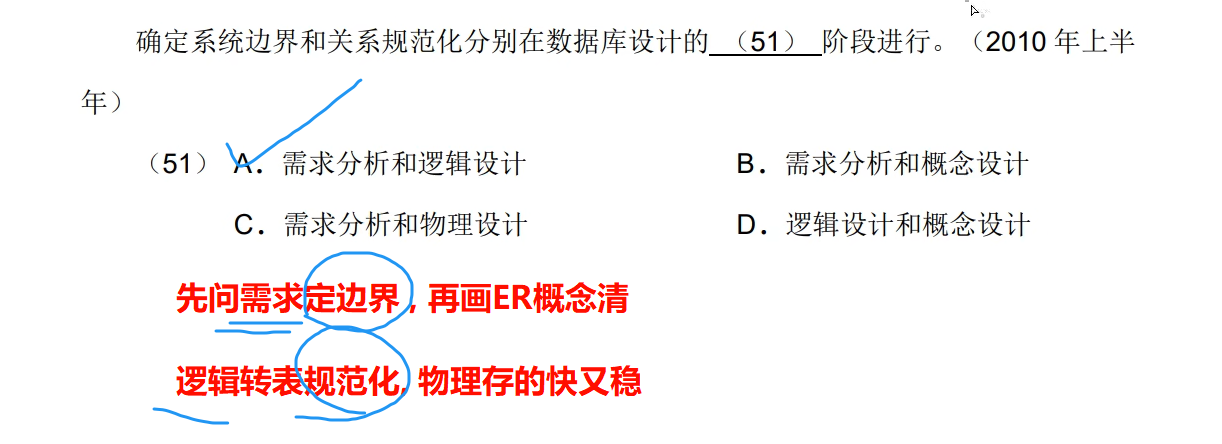 确定系统边界和关系规范化分别在数据库设计的 （51） 阶段进行。（2010 年上半
年）
（51） A．需求分析和逻辑设计 B．需求分析和概念设计
C．需求分析和物理设计 D．逻辑设计和概念设计
先问需求定边界，再画ER概念清
逻辑转表规范化, 物理存的快又稳